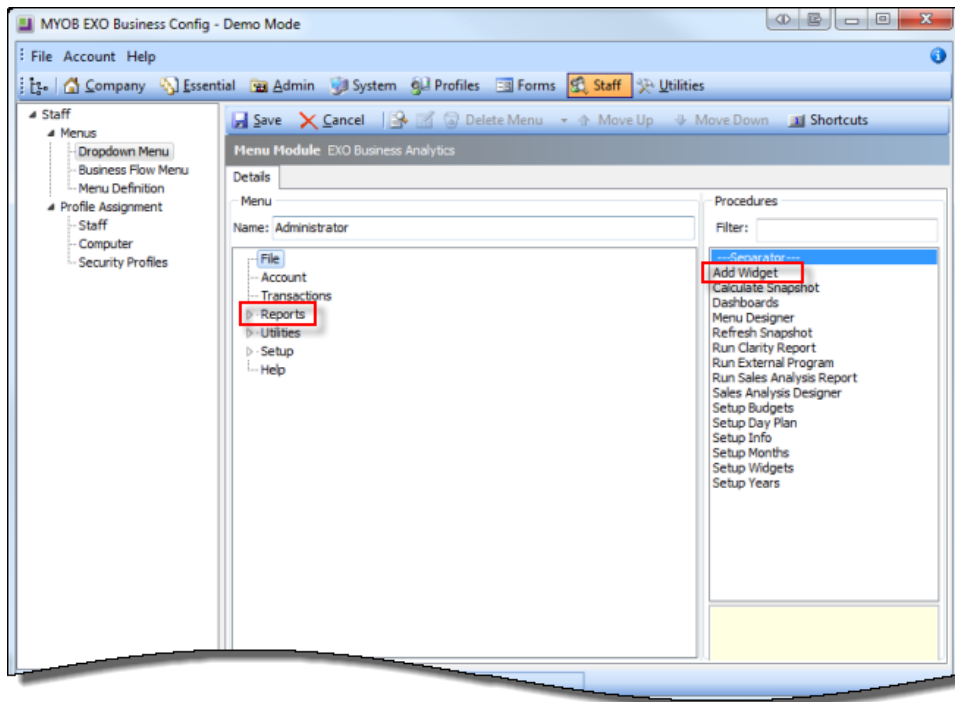 MYOB EXO Business Config - Demo Mode
File Account Help
Company Essential Admin System Profiles Forms Staff Utilities
Staff
Menus
Dropdown Menu
Business Flow Menu
Menu Definition
Profile Assignment
Staff
Computer
Security Profiles
Save Cancel Delete Menu Move Up Move Down Shortcuts
Menu Module EXO Business Analytics
Details
Menu
Name: Administrator
File
Account
Transactions
Reports
Utilities
Setup
Help
Procedures
Filter:
---Separator---
Add Widget
Calculate Snapshot
Dashboards
Menu Designer
Refresh Snapshot
Run Clarity Report
Run External Program
Run Sales Analysis Report
Sales Analysis Designer
Setup Budgets
Setup Day Plan
Setup Info
Setup Months
Setup Widgets
Setup Years